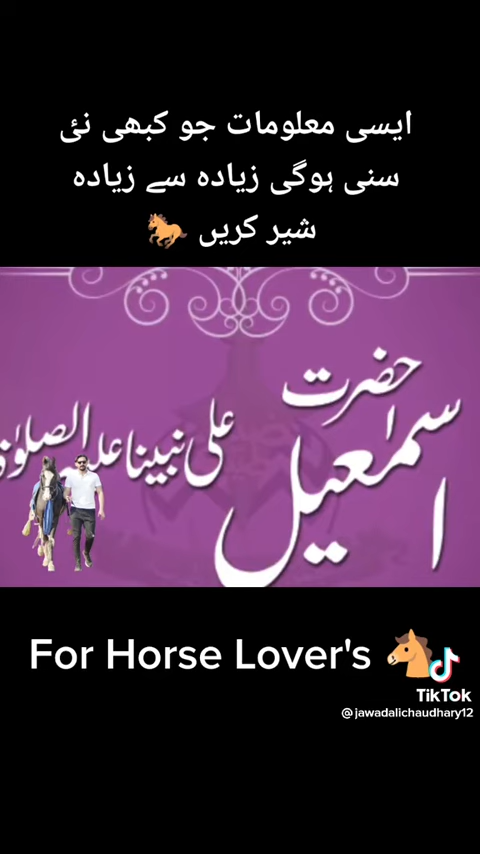 ایسی معلومات جو کبھی نئ
سنی ہوگی زیادہ سے زیادہ
شیر کریں 🐎
حضرت
اسمٰعیل
علی نبینا علیہ الصلوٰۃ
For Horse Lover's 🐴
TikTok
@jawadalichaudhary12